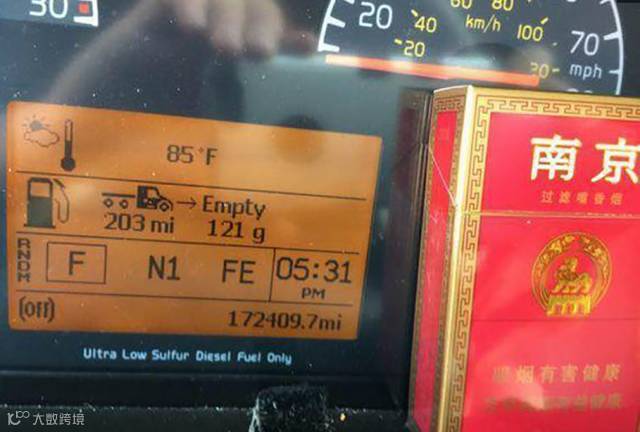 30
20 40 60 80
km/h 100
20 20 70
mph
85°F
→ Empty
203 mi 121 g
RNDM F N1 FE 05:31 PM
(Off) 172409.7mi
Ultra Low Sulfur Diesel Fuel Only
南京
过滤嘴香烟
吸烟有害健康
大数跨境